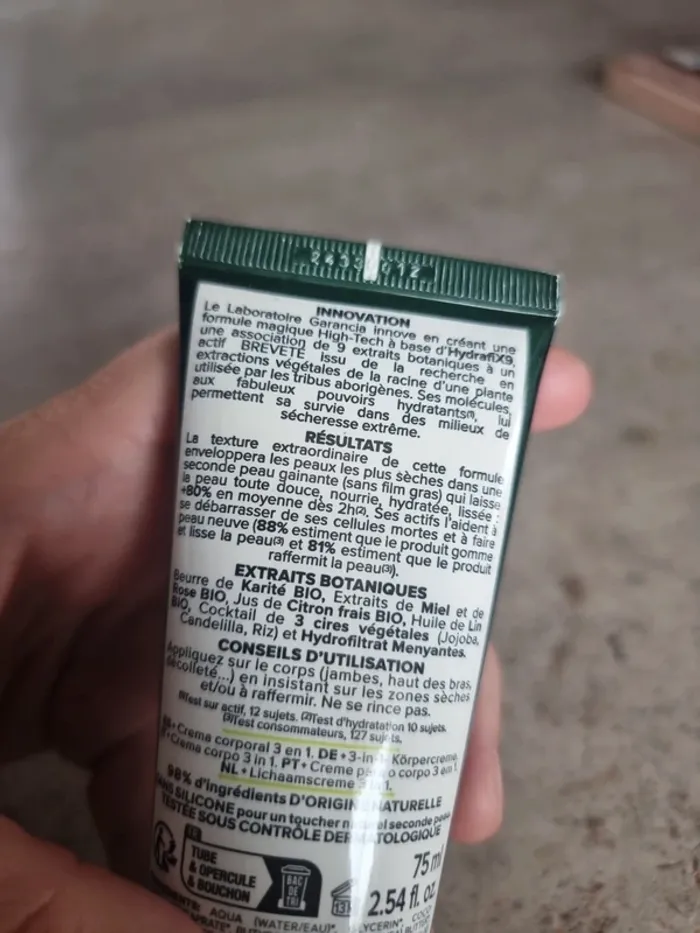 INNOVATION
Le Laboratoire Garancia innove en créant une
formule magique High-Tech à base d'HydrafiX9,
une association de 9 extraits botaniques à un
actif BREVETÉ issu de la recherche en
extractions végétales de la racine d'une plante
utilisée par les tribus aborigènes. Ses molécules,
aux fabuleux pouvoirs hydratants⁽¹⁾, lui
permettent sa survie dans des milieux de
sécheresse extrême.
RÉSULTATS
La texture extraordinaire de cette formule
enveloppera les peaux les plus sèches dans une
seconde peau gainante (sans film gras) qui laisse
la peau toute douce, nourrie, hydratée, lissée :
+80% en moyenne dès 2h⁽²⁾. Ses actifs l'aident à
se débarrasser de ses cellules mortes et à faire
peau neuve (88% estiment que le produit gomme
et lisse la peau⁽³⁾ et 81% estiment que le produit
raffermit la peau⁽³⁾).
EXTRAITS BOTANIQUES
Beurre de Karité BIO, Extraits de Miel et de
Rose BIO, Jus de Citron frais BIO, Huile de Lin
BIO, Cocktail de 3 cires végétales (Jojoba,
Candelilla, Riz) et Hydrofiltrat Menyantes.
CONSEILS D'UTILISATION
Appliquez sur le corps (jambes, haut des bras,
décolleté...) en insistant sur les zones sèches
et/ou à raffermir. Ne se rince pas.
⁽¹⁾Test sur actif, 12 sujets. ⁽²⁾Test d'hydratation 10 sujets.
⁽³⁾Test consommateurs, 127 sujets.
Crema corporal 3 en 1. DE • 3-in-1 Körpercreme.
Crema corpo 3 in 1. PT • Creme para o corpo 3 em 1.
NL • Lichaamscreme 3 in 1.
98% d'ingrédients D'ORIGINE NATURELLE
SANS SILICONE pour un toucher naturel seconde peau
TESTÉE SOUS CONTRÔLE DERMATOLOGIQUE
TUBE
& OPERCULE
& BOUCHON
BAC
DE
TRI
75 ml
2.54 fl. oz.
AQUA (WATER/EAU)